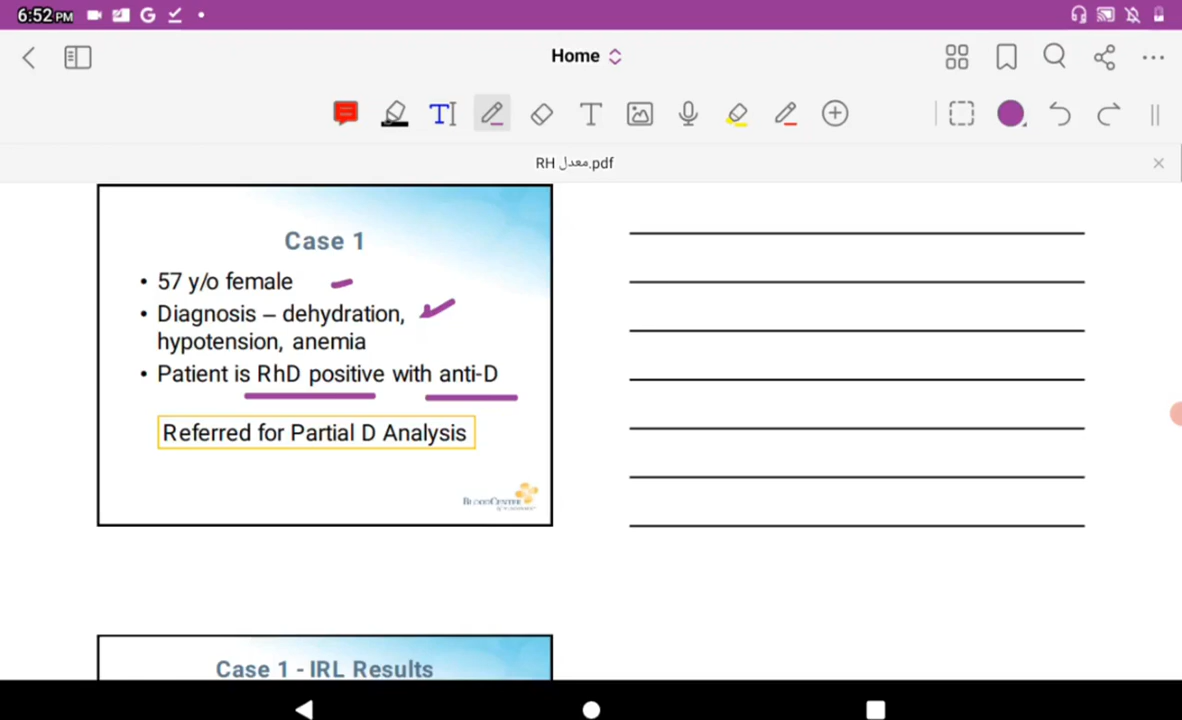 6:52 PM
Home
T
T
معدل RH.pdf
Case 1
• 57 y/o female
• Diagnosis – dehydration,
hypotension, anemia
• Patient is RhD positive with anti-D
Referred for Partial D Analysis
BLOODCENTER
Case 1 - IRL Results